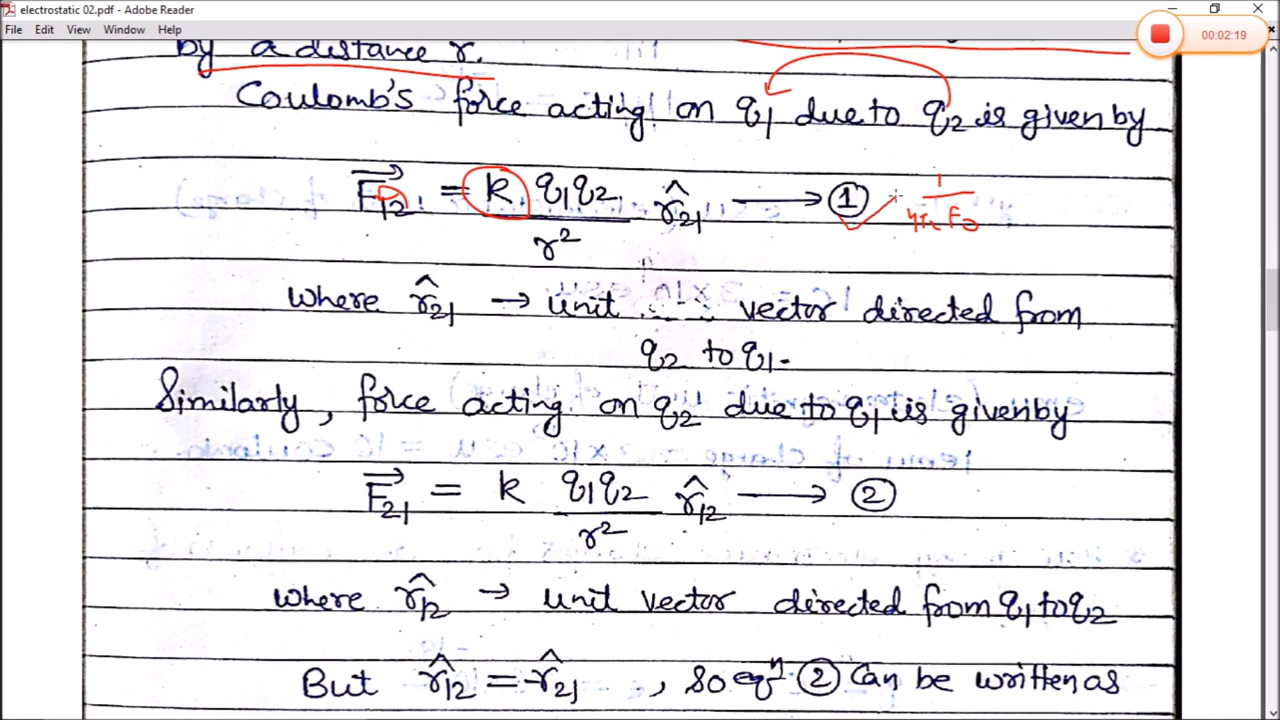 electrostatic 02.pdf - Adobe Reader
File Edit View Window Help
00:02:19
by a distance r.
Coulomb's force acting on q1 due to q2 is given by
→F12 = k q1q2/r² r̂21 → ①
1/4π ε0
where r̂21 → unit vector directed from
q2 to q1.
Similarly, force acting on q2 due to q1 is given by
→F21 = k q1q2/r² r̂12 → ②
where r̂12 → unit vector directed from q1 to q2
But r̂12 = -r̂21, so eqn ② Can be written as